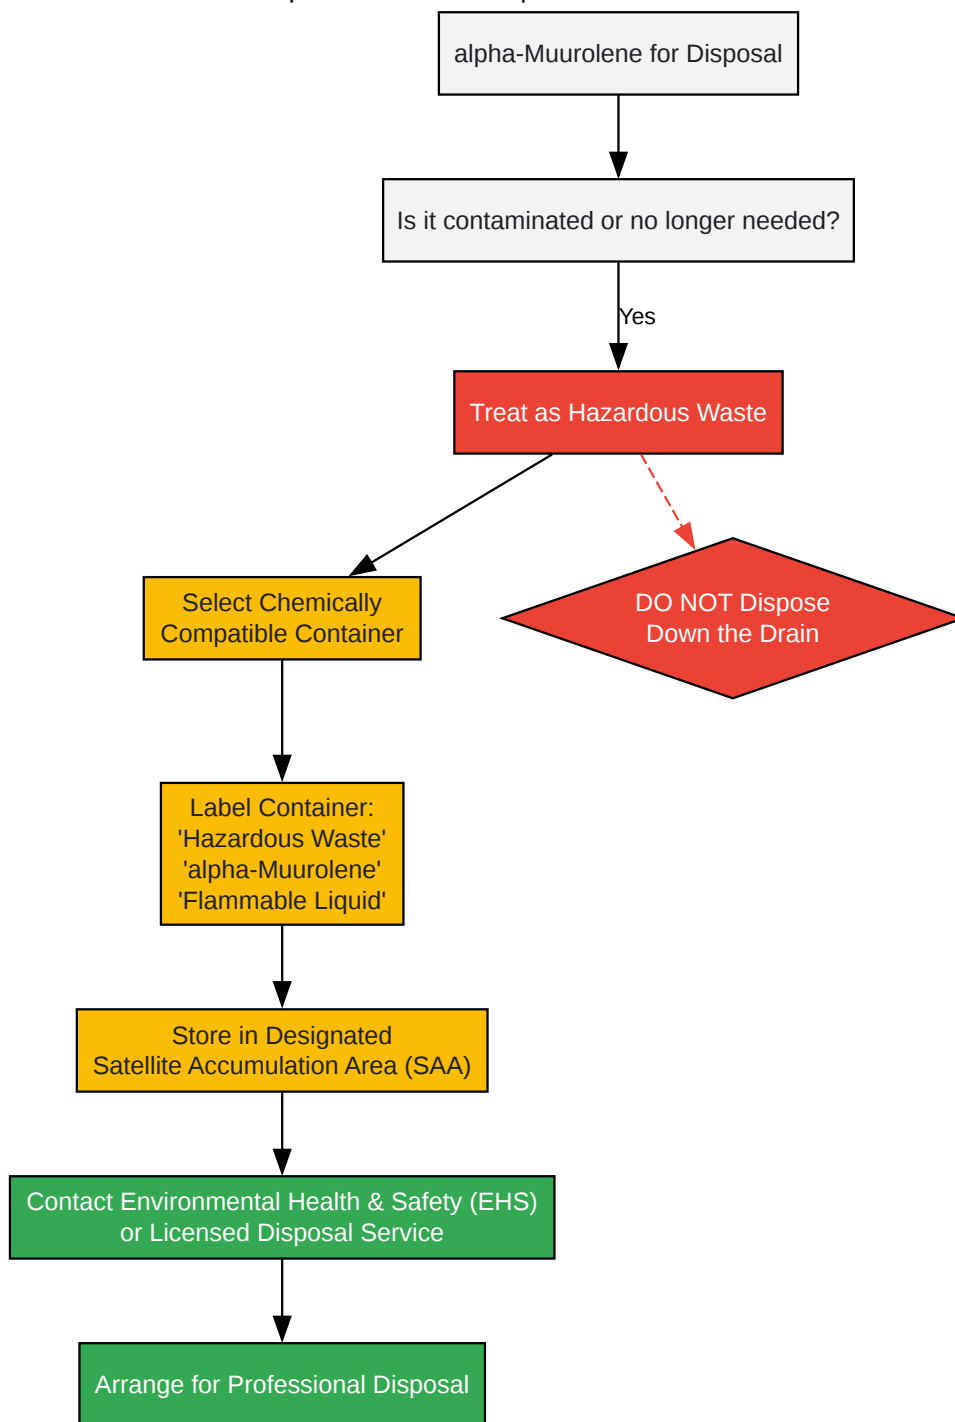 alpha-Muurolene for Disposal
Is it contaminated or no longer needed?
Yes
Treat as Hazardous Waste
Select Chemically
Compatible Container
DO NOT Dispose
Down the Drain
Label Container:
'Hazardous Waste'
'alpha-Muurolene'
'Flammable Liquid'
Store in Designated
Satellite Accumulation Area (SAA)
Contact Environmental Health & Safety (EHS)
or Licensed Disposal Service
Arrange for Professional Disposal